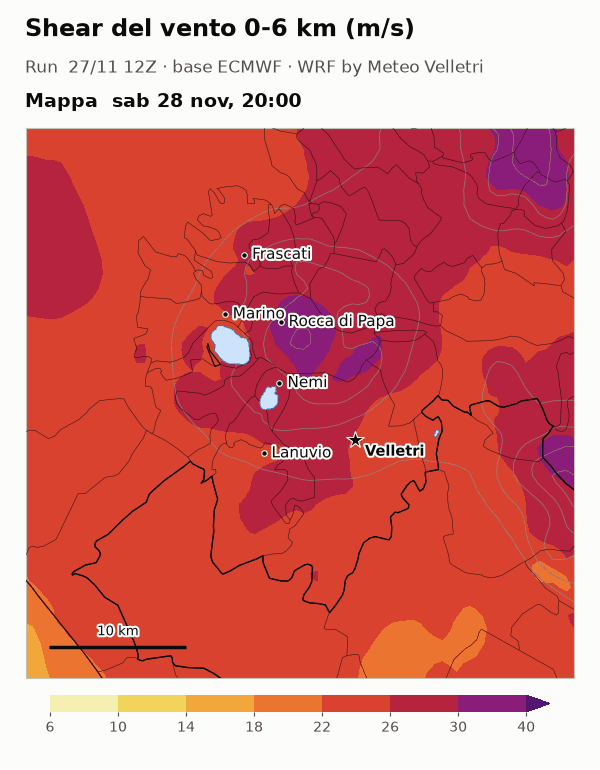 Shear del vento 0-6 km (m/s)
Run  27/11 12Z · base ECMWF · WRF by Meteo Velletri
Mappa  sab 28 nov, 20:00
Frascati
Marino
Rocca di Papa
Nemi
Velletri
Lanuvio
10 km
6 10 14 18 22 26 30 40